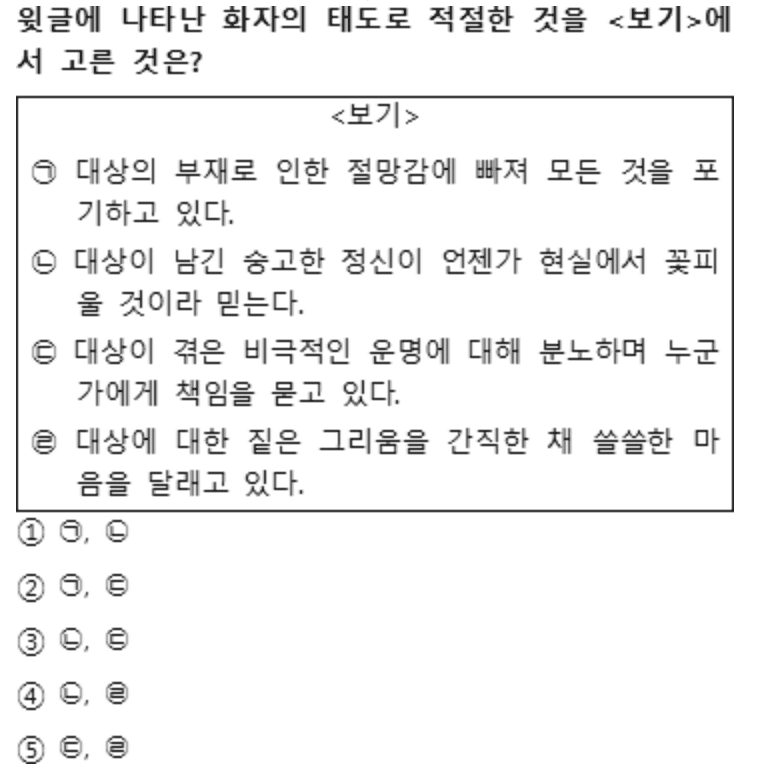 윗글에 나타난 화자의 태도로 적절한 것을 <보기>에
서 고른 것은?
<보기>
㉠ 대상의 부재로 인한 절망감에 빠져 모든 것을 포
기하고 있다.
㉡ 대상이 남긴 숭고한 정신이 언젠가 현실에서 꽃피
울 것이라 믿는다.
㉢ 대상이 겪은 비극적인 운명에 대해 분노하며 누군
가에게 책임을 묻고 있다.
㉣ 대상에 대한 짙은 그리움을 간직한 채 쓸쓸한 마
음을 달래고 있다.
① ㉠, ㉡
② ㉠, ㉢
③ ㉡, ㉢
④ ㉡, ㉣
⑤ ㉢, ㉣